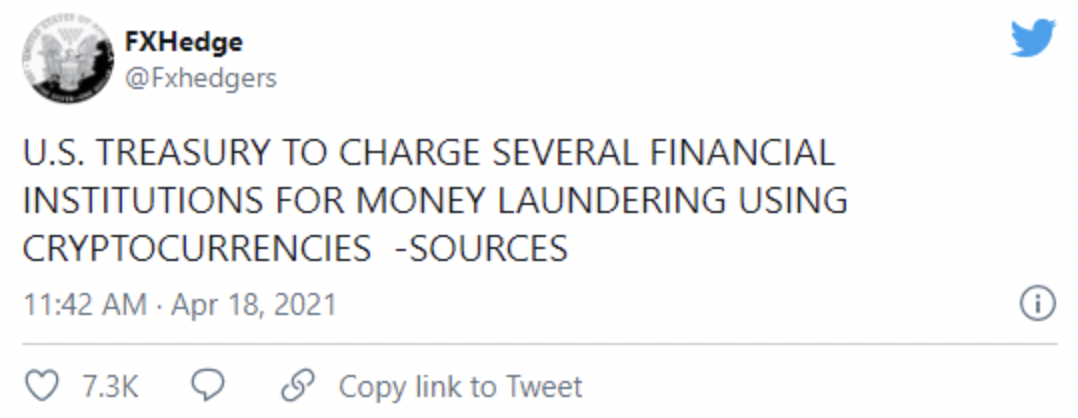 FXHedge
@Fxhedgers
U.S. TREASURY TO CHARGE SEVERAL FINANCIAL
INSTITUTIONS FOR MONEY LAUNDERING USING
CRYPTOCURRENCIES  -SOURCES
11:42 AM · Apr 18, 2021
7.3K
Copy link to Tweet